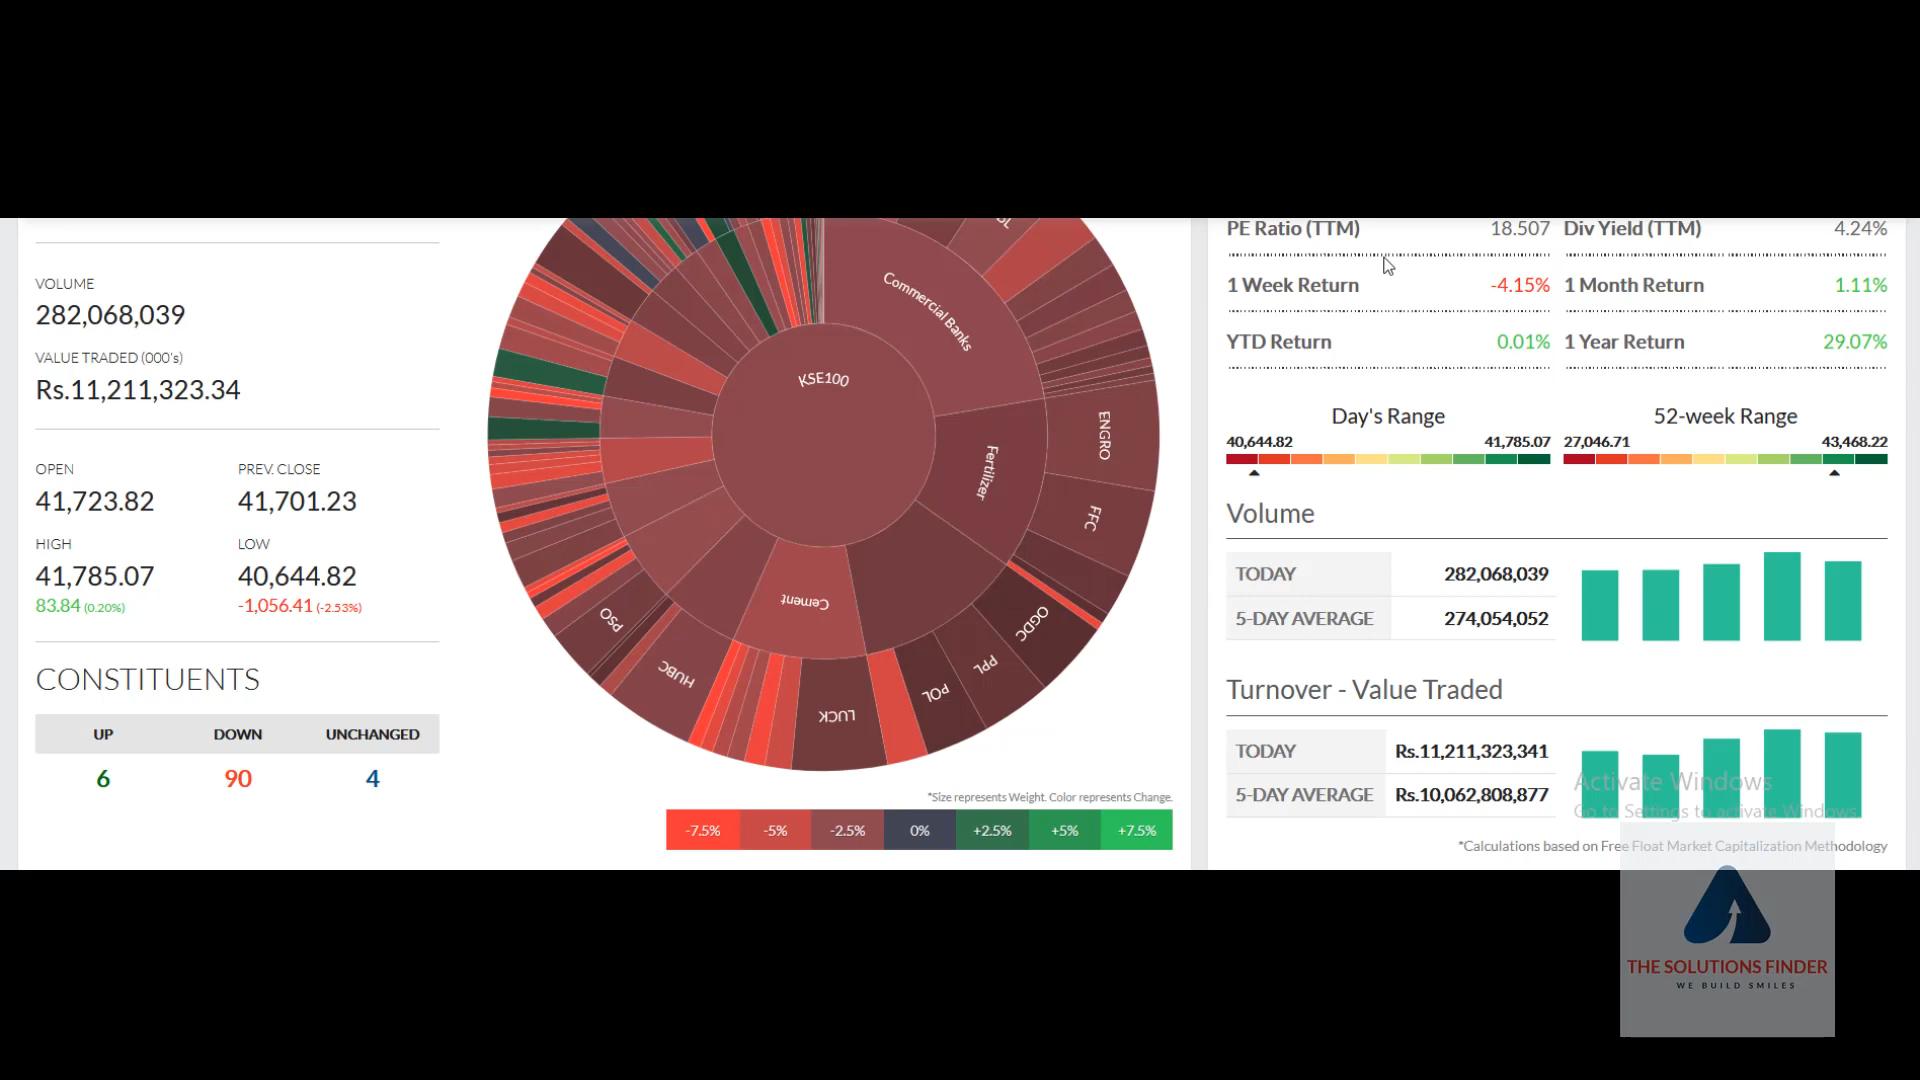 VOLUME
282,068,039
VALUE TRADED (000's)
Rs.11,211,323.34
OPEN
PREV. CLOSE
41,723.82
41,701.23
HIGH
LOW
41,785.07
40,644.82
83.84 (0.20%)
-1,056.41 (-2.53%)
CONSTITUENTS
UP DOWN UNCHANGED
6 90 4
KSE100
Commercial Banks
Fertilizer
Cement
ENGRO
FFC
OGDC
PPL
POL
LUCK
HUBC
PSO
*Size represents Weight. Color represents Change.
-7.5% -5% -2.5% 0% +2.5% +5% +7.5%
PE Ratio (TTM) 18.507 Div Yield (TTM) 4.24%
1 Week Return -4.15% 1 Month Return 1.11%
YTD Return 0.01% 1 Year Return 29.07%
Day's Range 52-week Range
40,644.82 41,785.07 27,046.71 43,468.22
Volume
TODAY 282,068,039
5-DAY AVERAGE 274,054,052
Turnover - Value Traded
TODAY Rs.11,211,323,341
5-DAY AVERAGE Rs.10,062,808,877
Activate Windows
Go to Settings to activate Windows.
*Calculations based on Free Float Market Capitalization Methodology
THE SOLUTIONS FINDER
WE BUILD SMILES